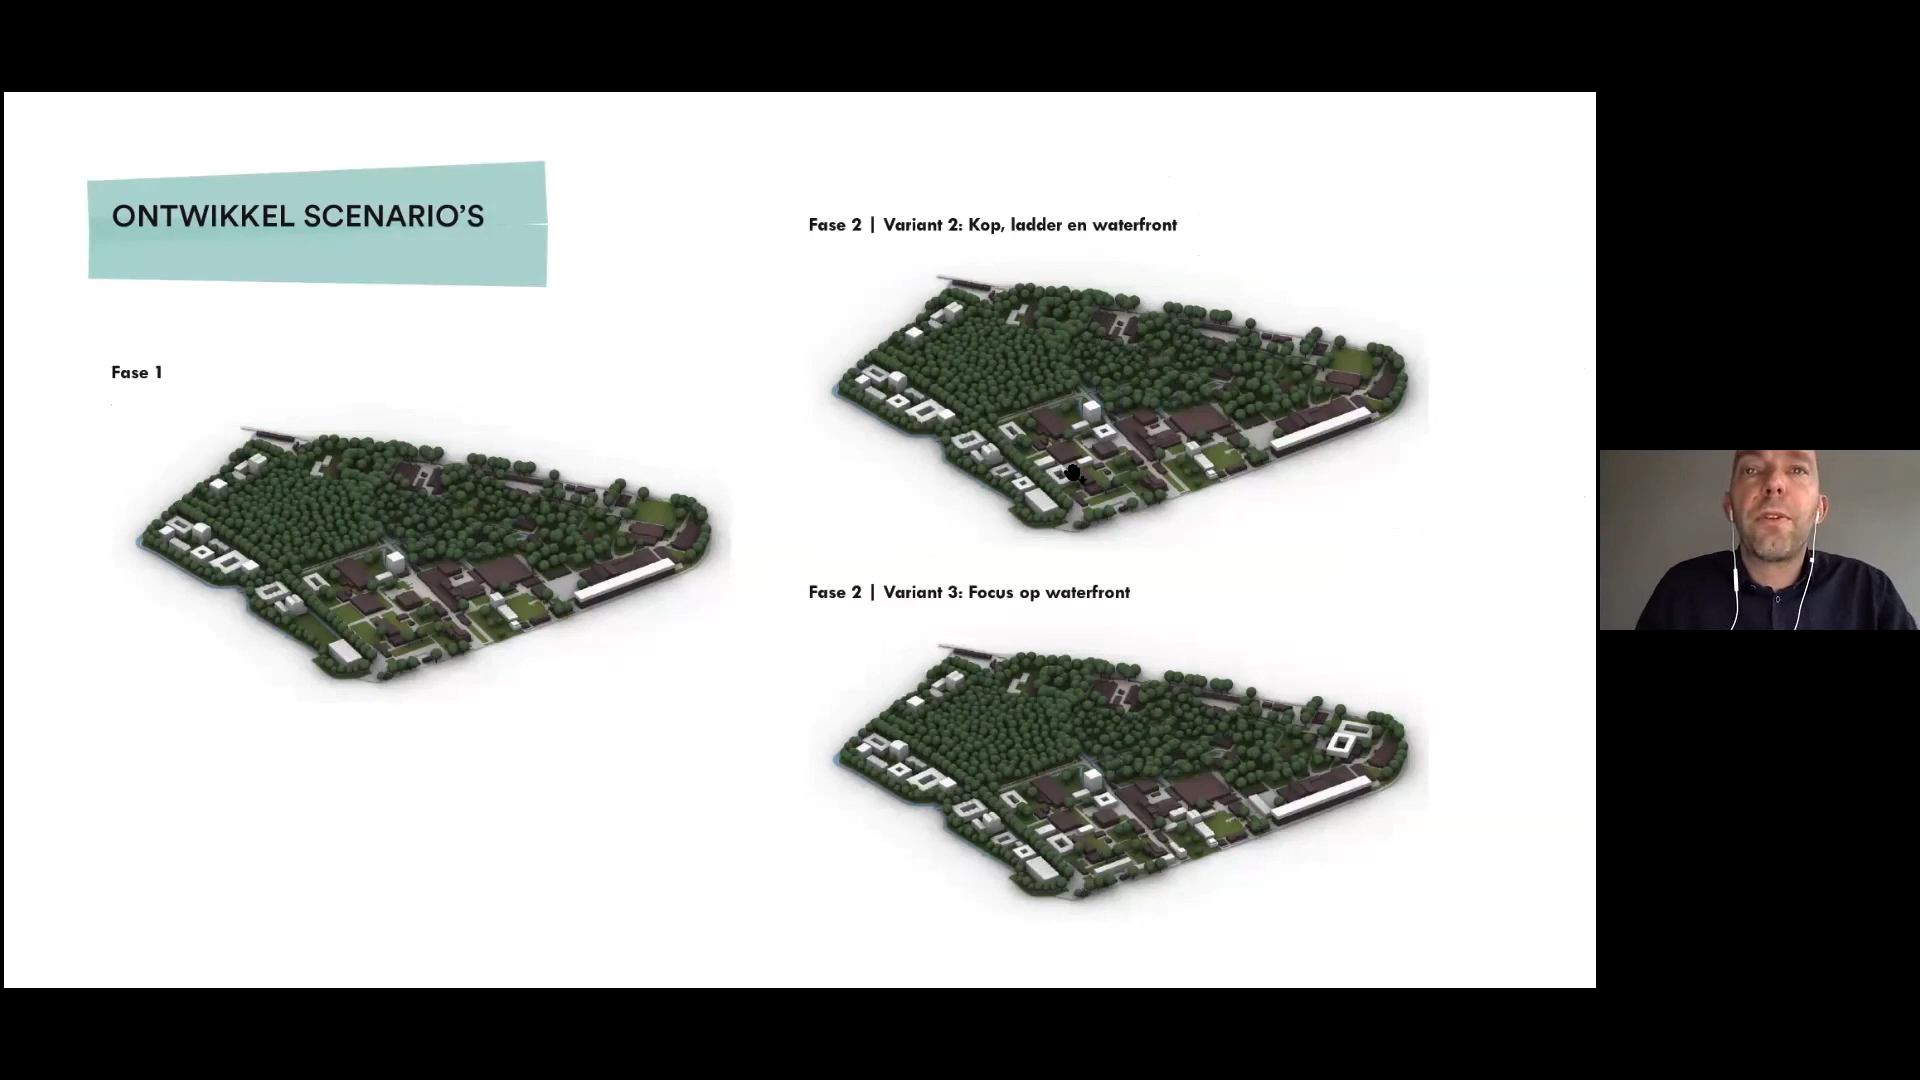 ONTWIKKEL SCENARIO'S
Fase 1
Fase 2 | Variant 2: Kop, ladder en waterfront
Fase 2 | Variant 3: Focus op waterfront